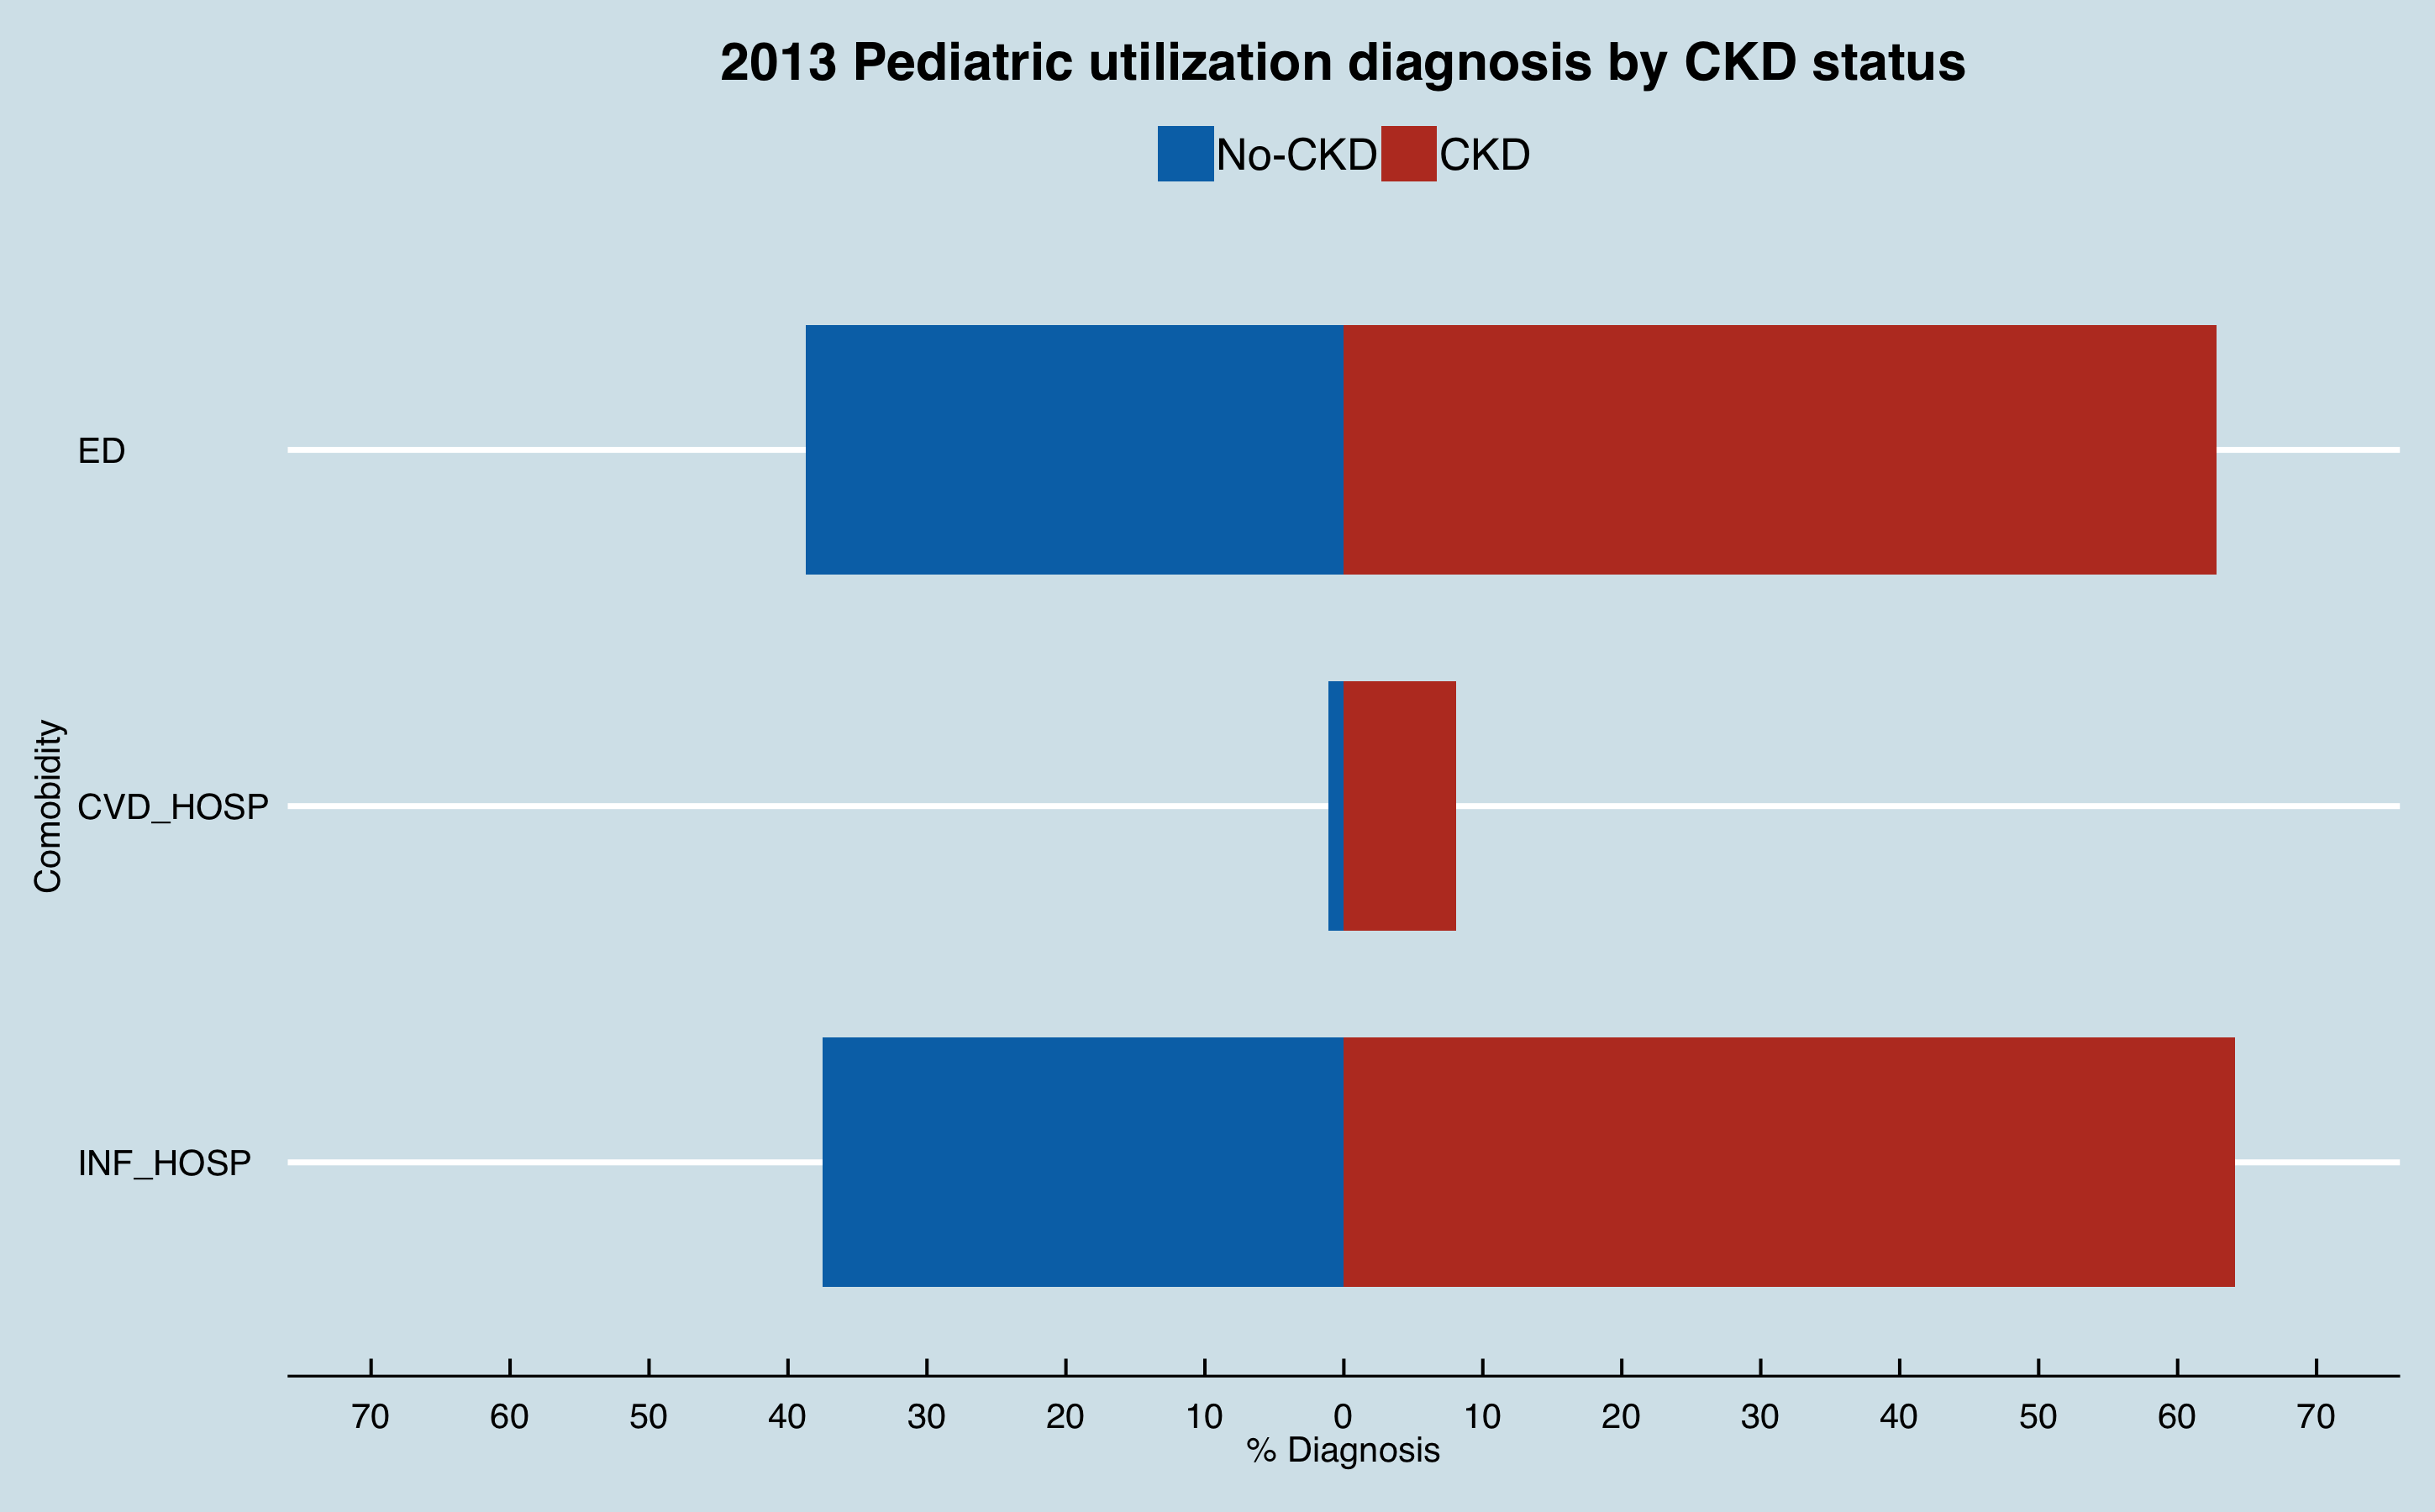 2013 Pediatric utilization diagnosis by CKD status
No-CKD CKD
ED
CVD_HOSP
INF_HOSP
Comobidity
70 60 50 40 30 20 10 0 10 20 30 40 50 60 70
% Diagnosis